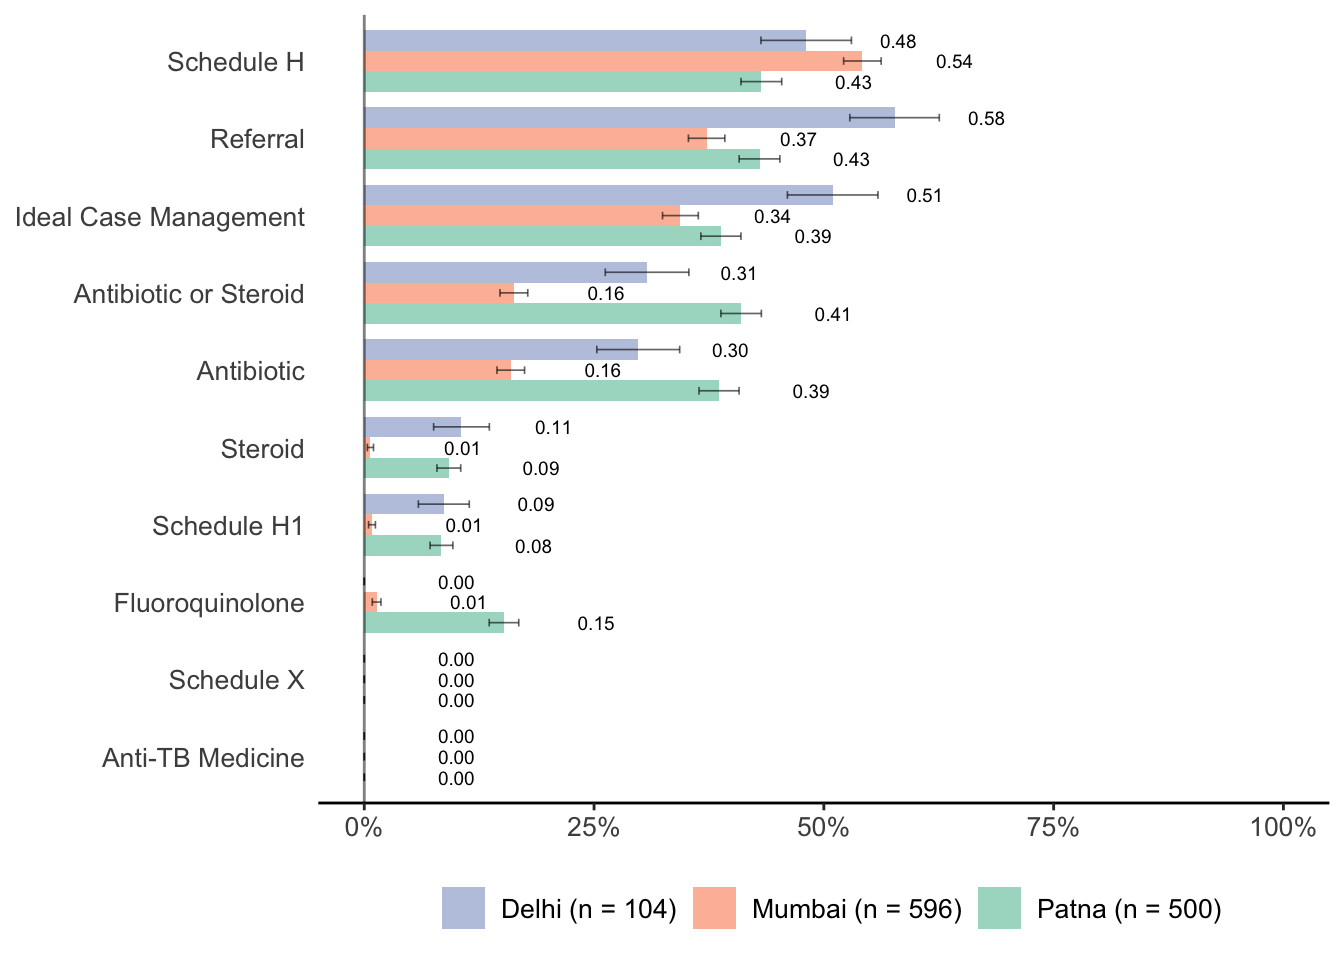 Schedule H
0.48
0.54
0.43
Referral
0.58
0.37
0.43
Ideal Case Management
0.51
0.34
0.39
Antibiotic or Steroid
0.31
0.16
0.41
Antibiotic
0.30
0.16
0.39
Steroid
0.11
0.01
0.09
Schedule H1
0.09
0.01
0.08
Fluoroquinolone
0.00
0.01
0.15
Schedule X
0.00
0.00
0.00
Anti-TB Medicine
0.00
0.00
0.00
0% 25% 50% 75% 100%
Delhi (n = 104) Mumbai (n = 596) Patna (n = 500)